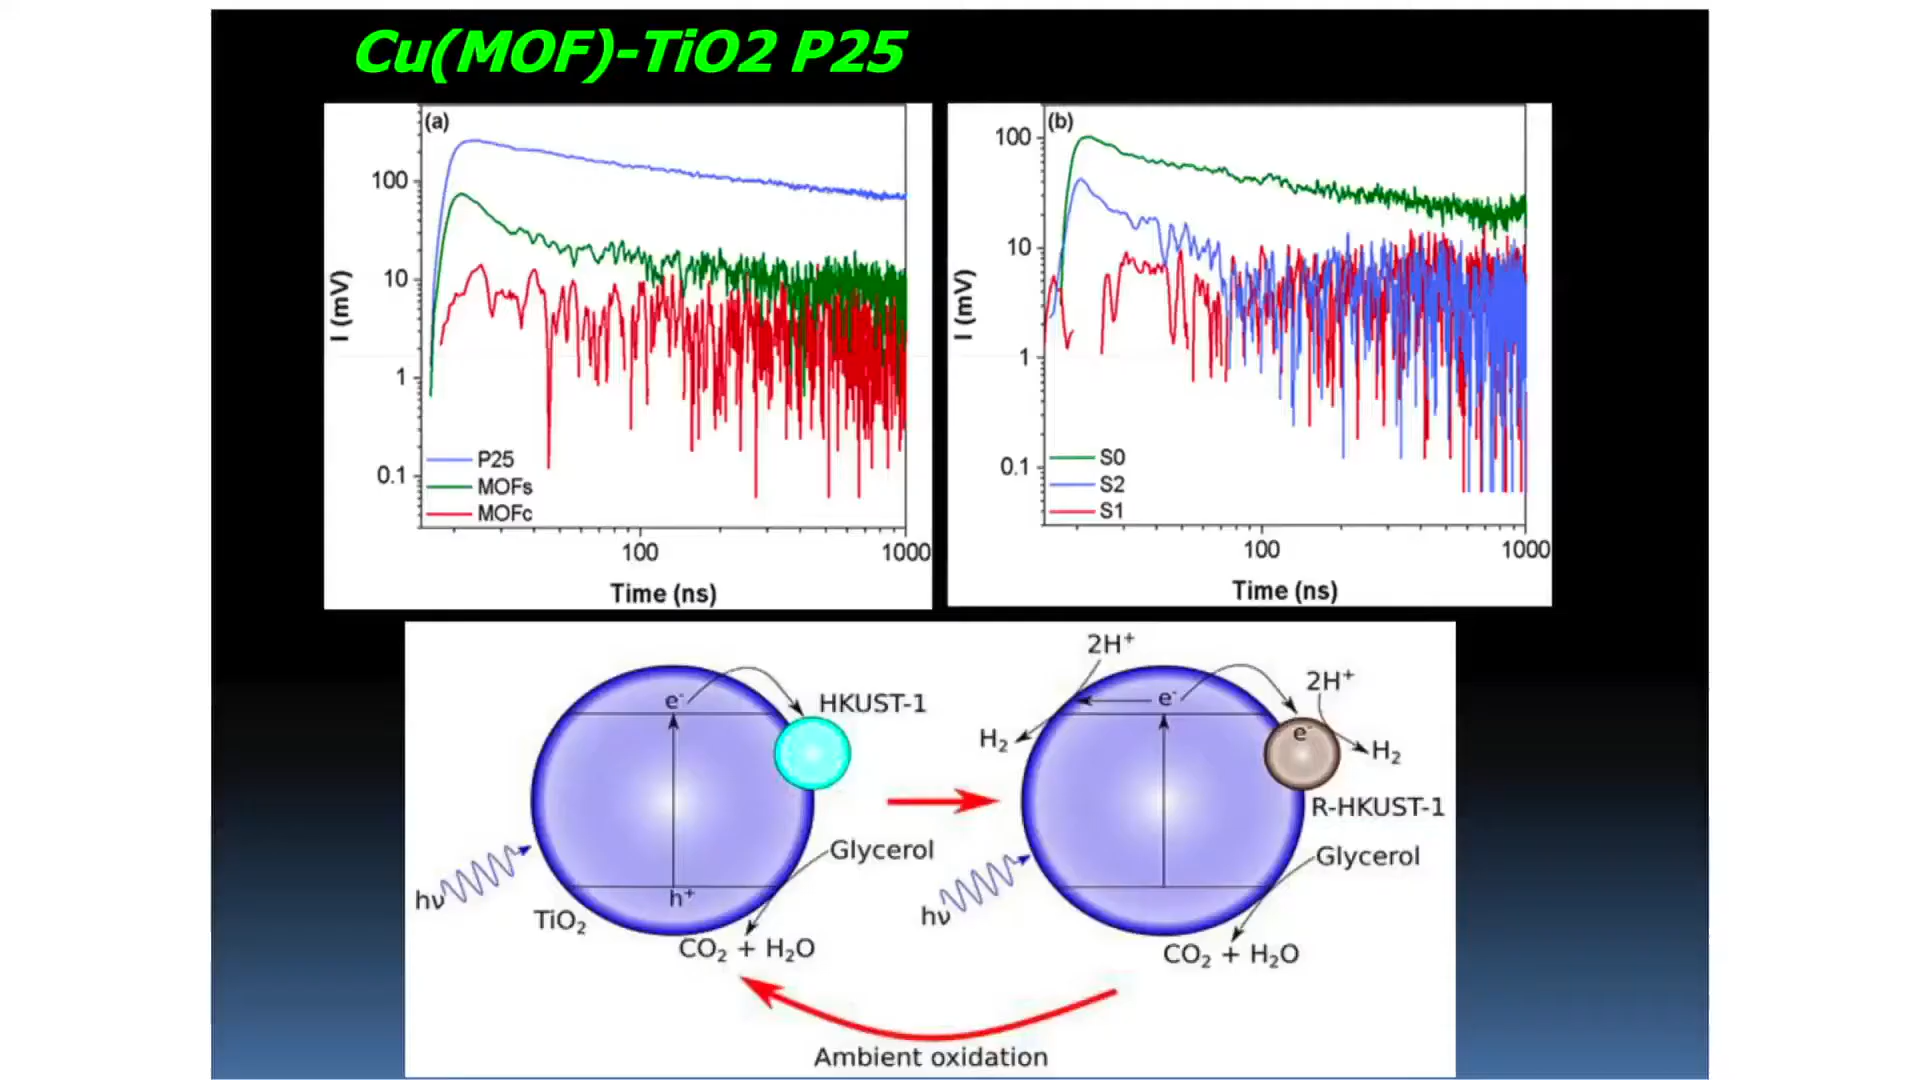 Cu(MOF)-TiO2 P25
(a)
100
10
1
0.1
I (mV)
P25
MOFs
MOFc
100
1000
Time (ns)
(b)
100
10
1
0.1
I (mV)
S0
S2
S1
100
1000
Time (ns)
e-
HKUST-1
Glycerol
hν
h+
TiO2
CO2 + H2O
2H+
e-
2H+
H2
e-
H2
R-HKUST-1
Glycerol
hν
CO2 + H2O
Ambient oxidation